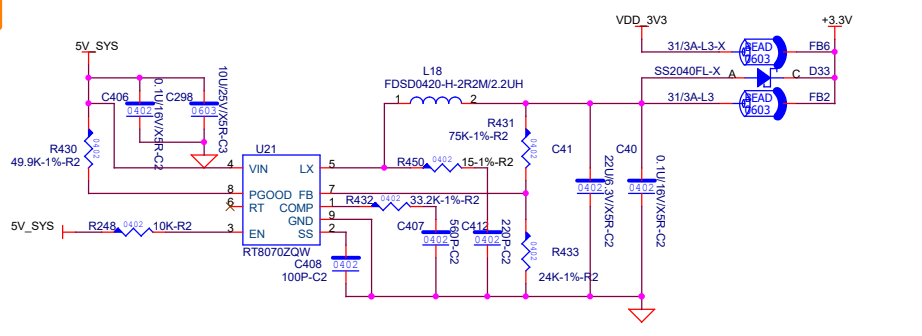 VDD_3V3
+3.3V
5V_SYS
31/3A-L3-X
BEAD
0603
FB6
L18
FDSD0420-H-2R2M/2.2UH
SS2040FL-X
A
C
D33
31/3A-L3
BEAD
0603
FB2
1
2
C406
0402
0.1U/16V/X5R-C2
C298
0603
10U/25V/X5R-C3
R430
0402
49.9K-1%-R2
R431
0402
75K-1%-R2
C41
0402
22U/6.3V/X5R-C2
C40
0402
0.1U/16V/X5R-C2
U21
4
VIN
LX
5
R450
0402
15-1%-R2
8
PGOOD
FB
7
6
RT
COMP
1
R432
0402
33.2K-1%-R2
GND
9
3
EN
SS
2
RT8070ZQW
5V_SYS
R248
0402
10K-R2
C407
0402
560P-C2
C412
0402
220P-C2
C408
0402
100P-C2
R433
0402
24K-1%-R2